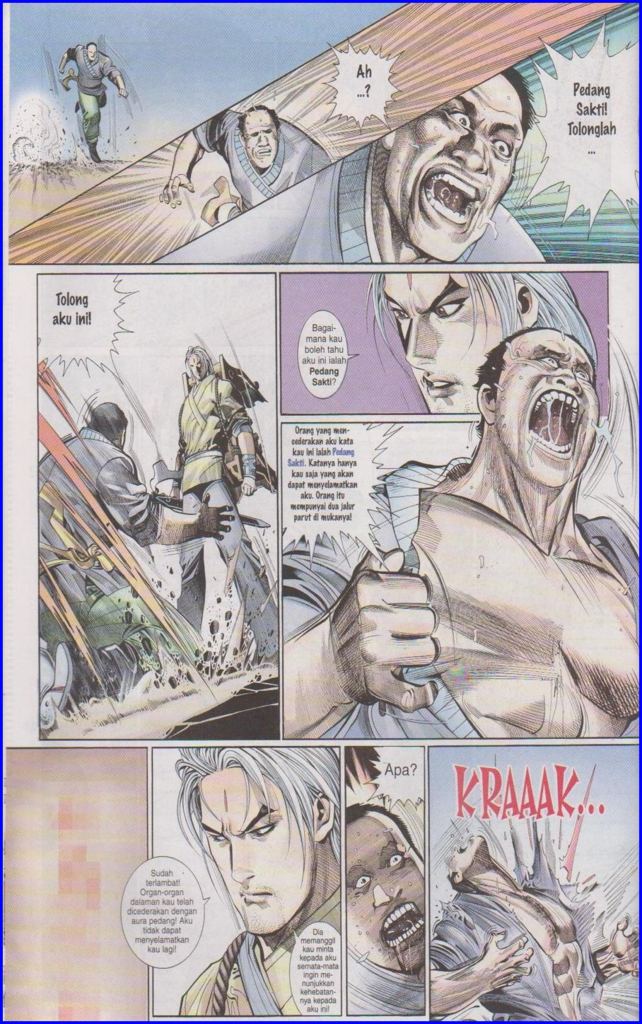 Ah
...?
Pedang
Sakti!
Tolonglah
...
Tolong
aku ini!
Bagai-
mana kau
boleh tahu
aku ini ialah
Pedang
Sakti?
Orang yang men-
cederakan aku kata
kau ini ialah Pedang
Sakti. Katanya hanya
kau saja yang akan
dapat menyelamatkan
aku. Orang itu
mempunyai dua jalur
parut di mukanya!
Sudah
terlambat!
Organ-organ
dalaman kau telah
dicederakan dengan
aura pedang! Aku
tidak dapat
menyelamatkan
kau lagi!
Dia
memanggil
kau minta
kepada aku
semata-mata
ingin me-
nunjukkan
kehebatan-
nya kepada
aku ini!
Apa?
KRAAAK...